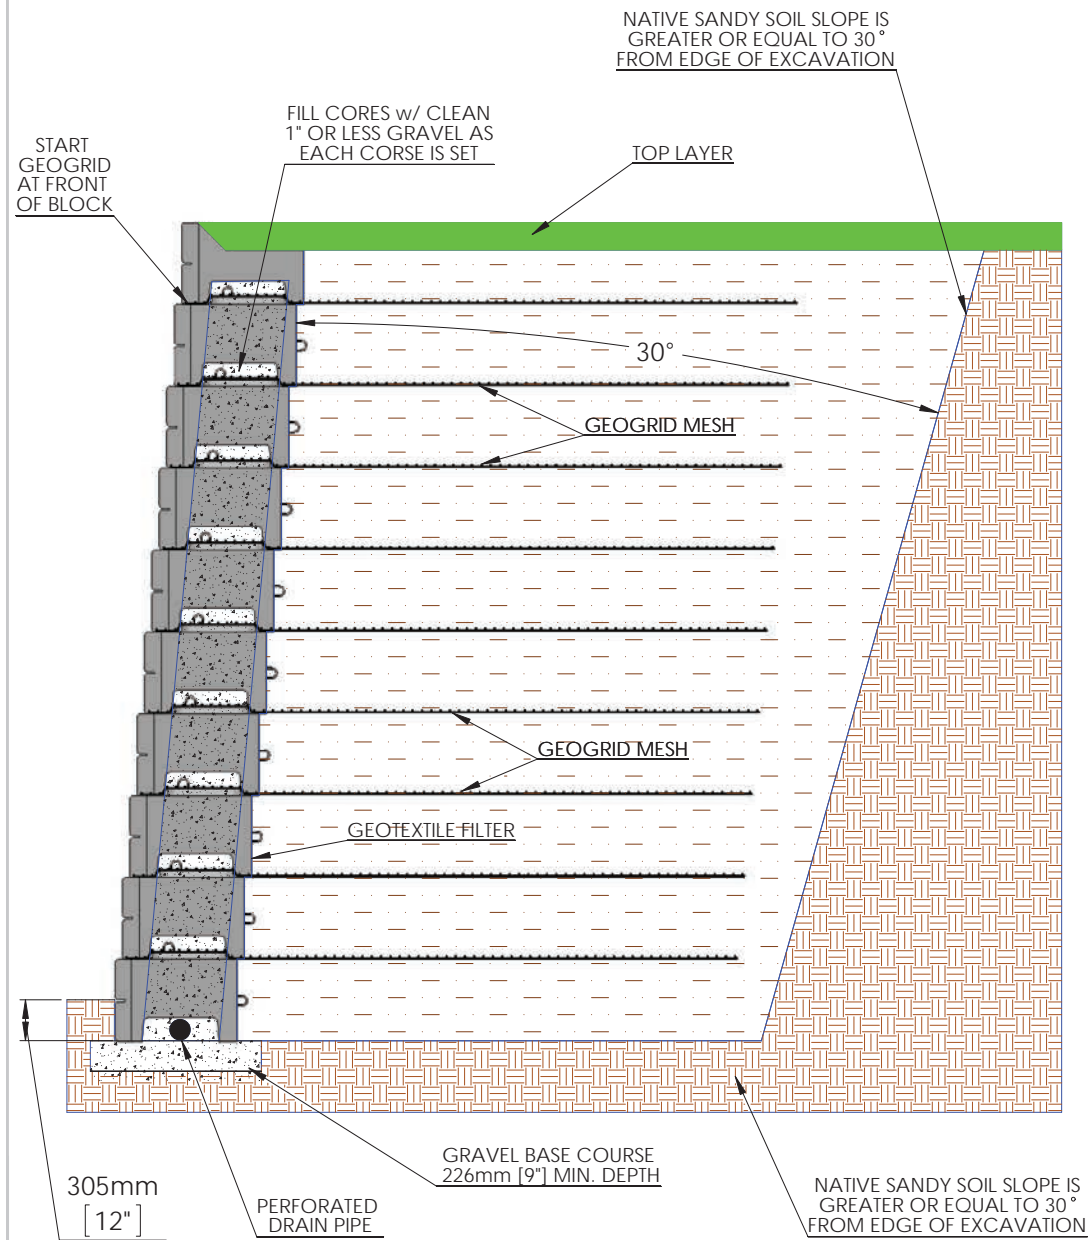 NATIVE SANDY SOIL SLOPE IS
GREATER OR EQUAL TO 30°
FROM EDGE OF EXCAVATION
FILL CORES w/ CLEAN
1" OR LESS GRAVEL AS
EACH CORSE IS SET
START
GEOGRID
AT FRONT
OF BLOCK
TOP LAYER
30°
GEOGRID MESH
GEOGRID MESH
GEOTEXTILE FILTER
GRAVEL BASE COURSE
226mm [9"] MIN. DEPTH
305mm
[12"]
PERFORATED
DRAIN PIPE
NATIVE SANDY SOIL SLOPE IS
GREATER OR EQUAL TO 30°
FROM EDGE OF EXCAVATION